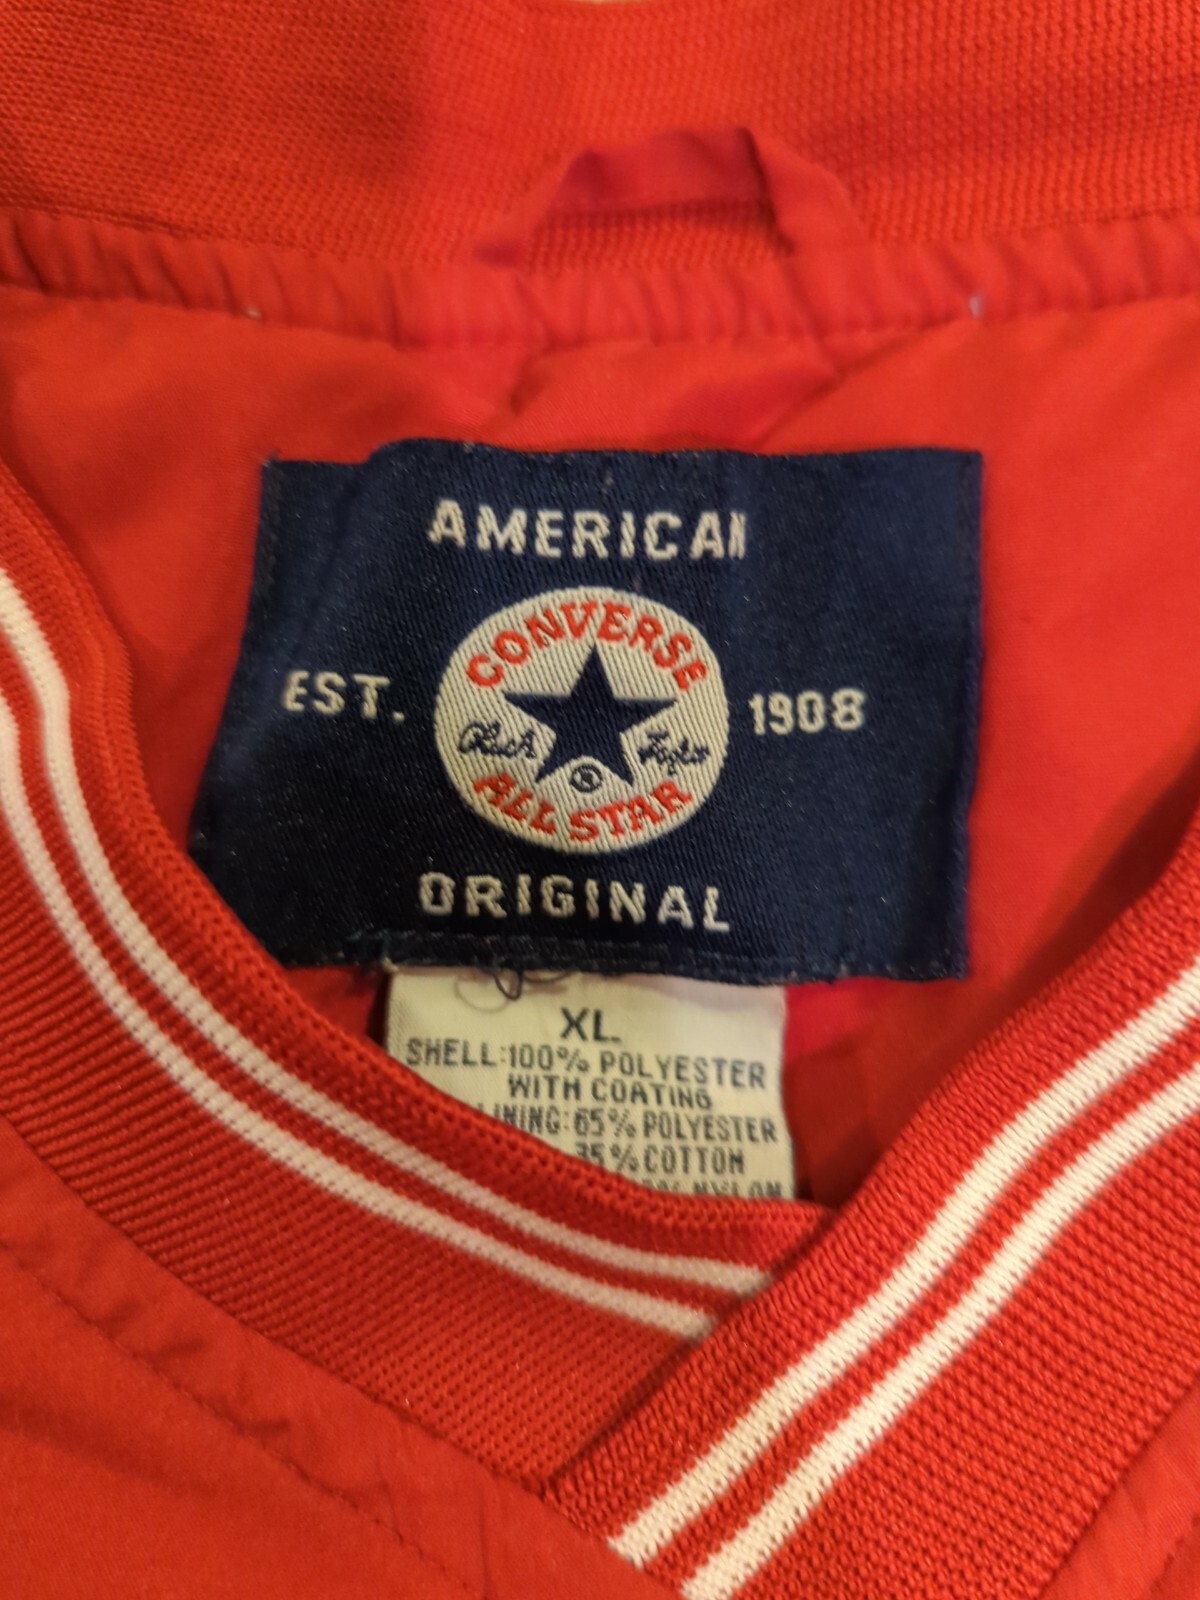 AMERICAN
EST. 1908
CONVERSE
Chuck Taylor
®
ALL STAR
ORIGINAL
XL
SHELL:100% POLYESTER
WITH COATING
LINING:65% POLYESTER
35% COTTON
NYLON